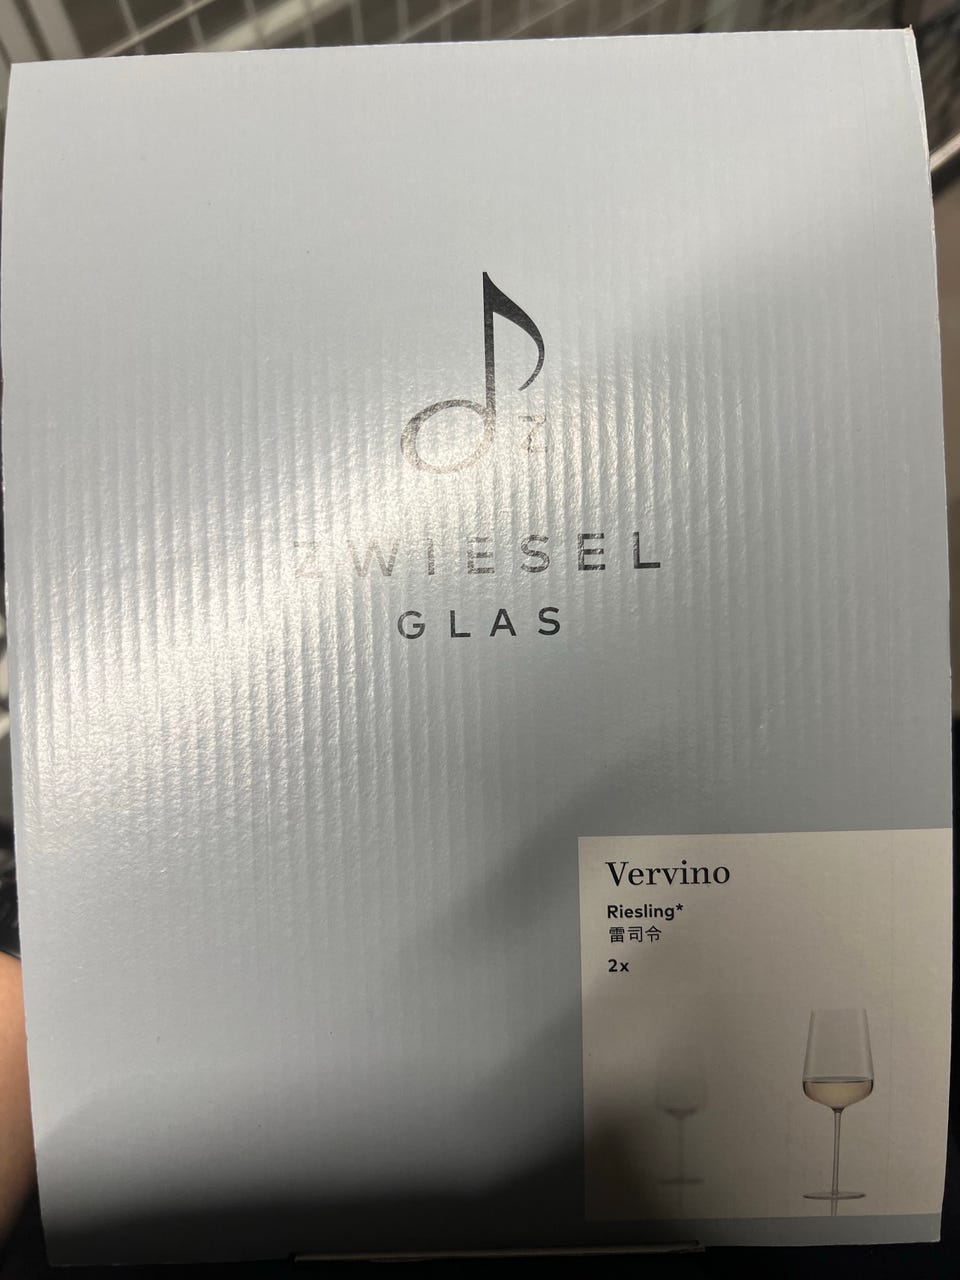 Z
ZWIESEL
GLAS
Vervino
Riesling*
雷司令
2x